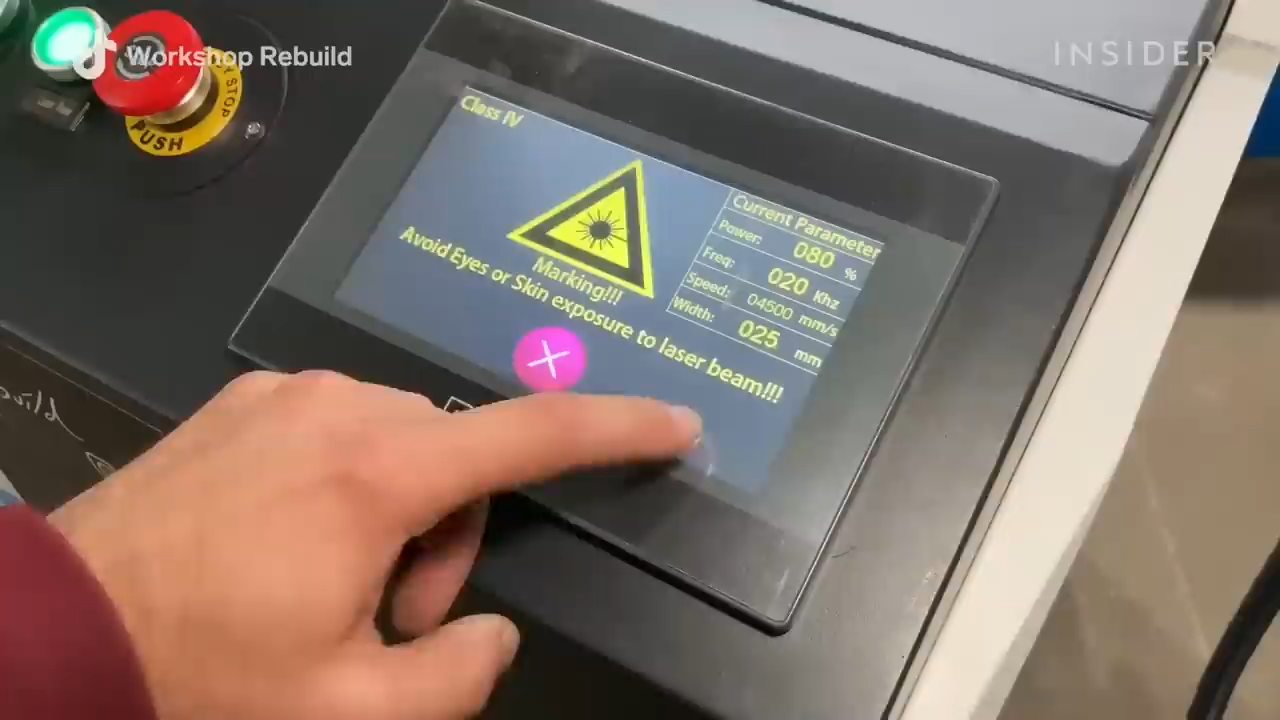 Workshop Rebuild
INSIDER
PUSH
STOP
Class IV
Marking!!!
Avoid Eyes or Skin exposure to laser beam!!!
Current Parameter
Power: 080 %
Freq: 020 Khz
Speed: 04500 mm/s
Width: 025 mm